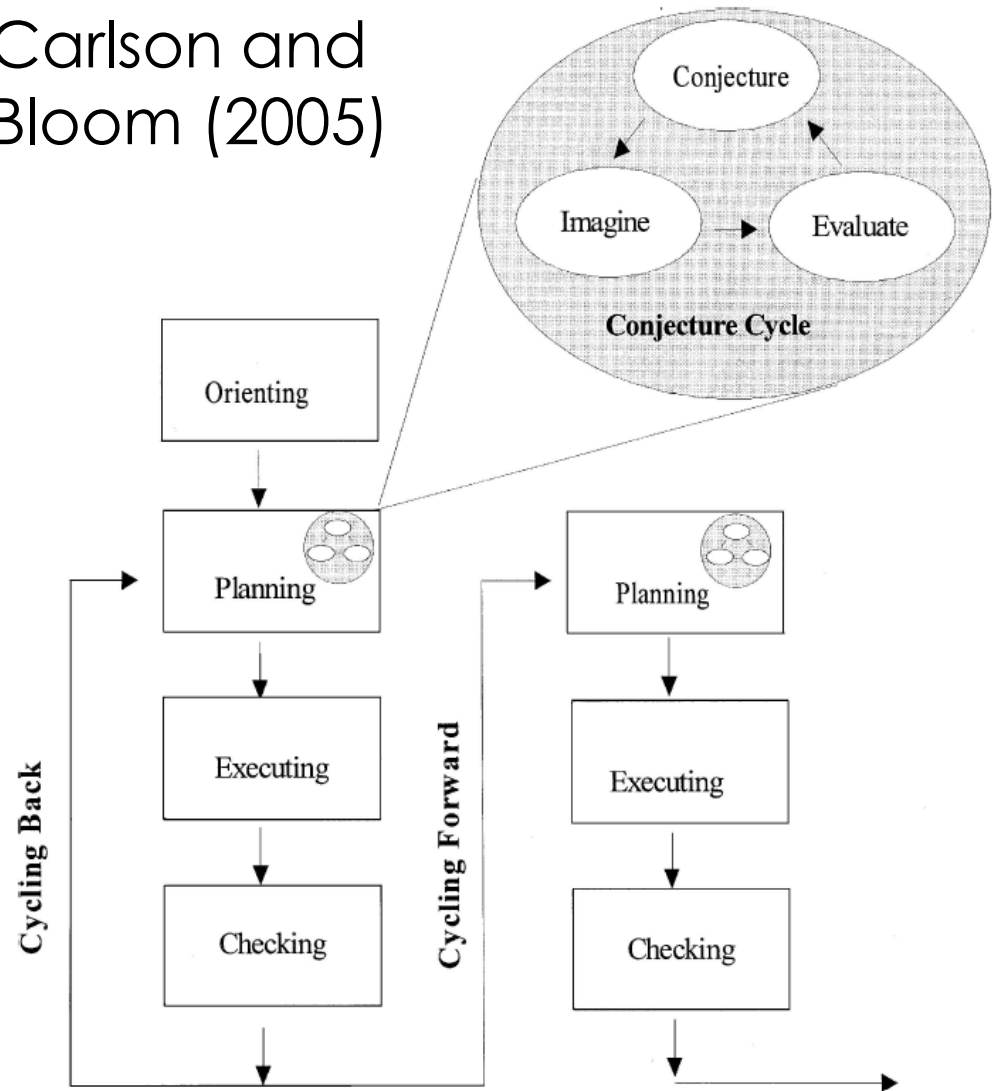 Carlson and
Bloom (2005)
Conjecture
Imagine
Evaluate
Conjecture Cycle
Orienting
Planning
Executing
Checking
Cycling Back
Cycling Forward
Planning
Executing
Checking